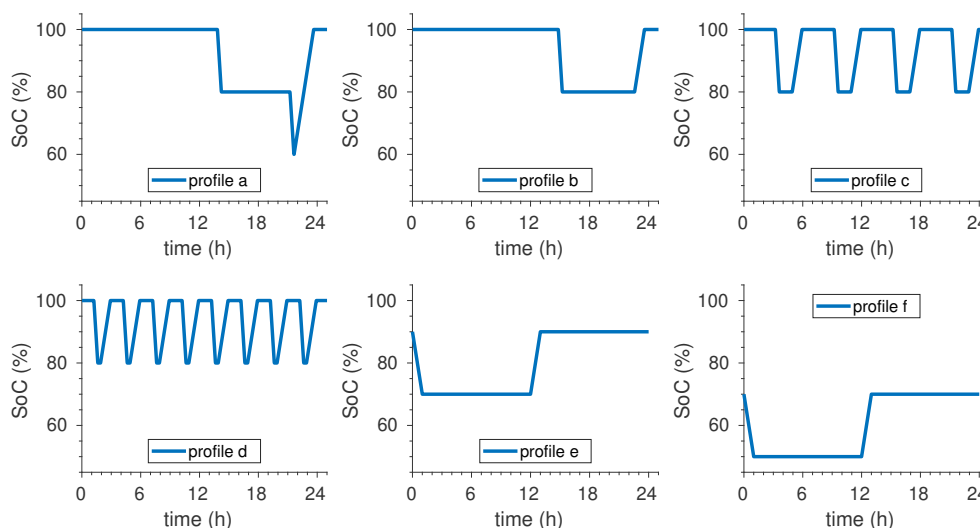 100
80
60
SoC (%)
profile a
0 6 12 18 24
time (h)
100
80
60
SoC (%)
profile b
0 6 12 18 24
time (h)
100
80
60
SoC (%)
profile c
0 6 12 18 24
time (h)
100
80
60
SoC (%)
profile d
0 6 12 18 24
time (h)
100
80
60
SoC (%)
profile e
0 6 12 18 24
time (h)
100
80
60
SoC (%)
profile f
0 6 12 18 24
time (h)